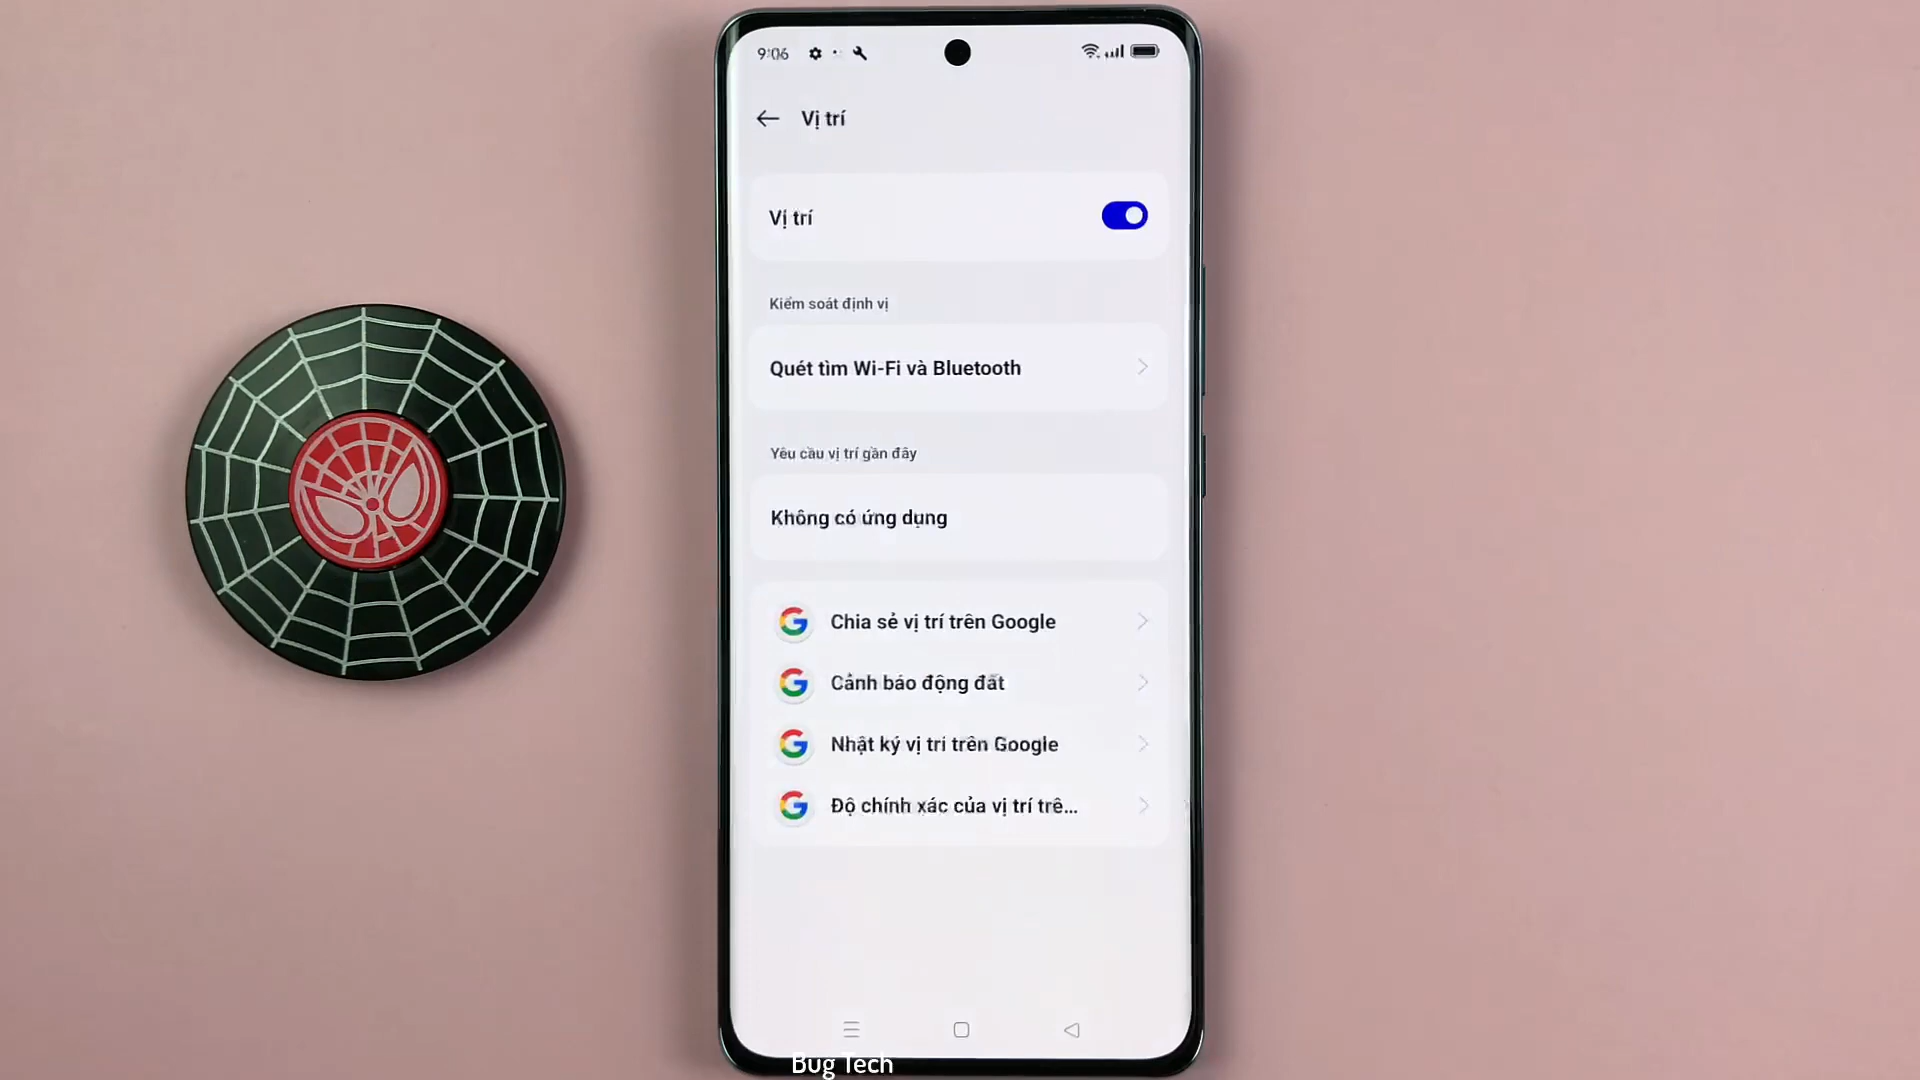 9:06
Vị trí
Vị trí
Kiểm soát định vị
Quét tìm Wi-Fi và Bluetooth
Yêu cầu vị trí gần đây
Không có ứng dụng
Chia sẻ vị trí trên Google
Cảnh báo động đất
Nhật ký vị trí trên Google
Độ chính xác của vị trí trê...
Bug Tech